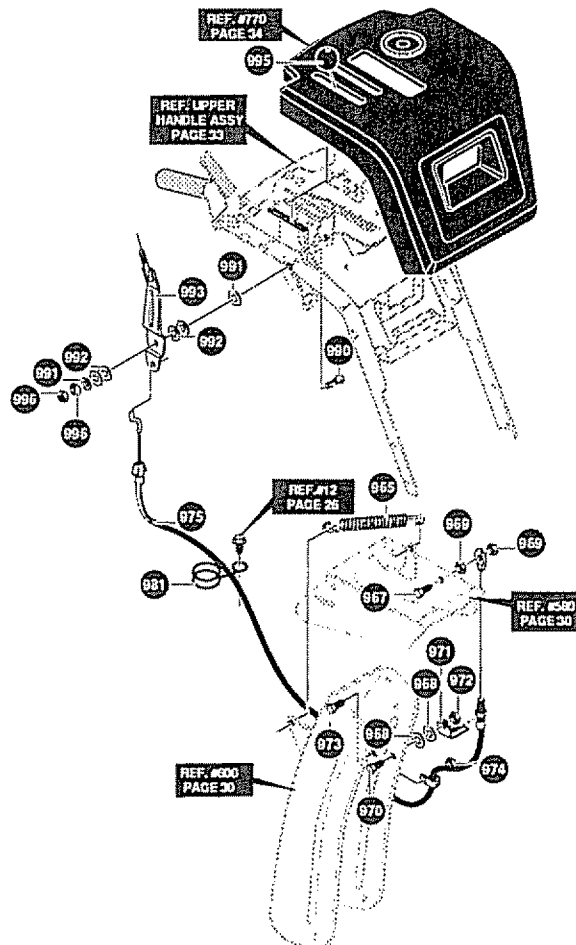 REF. #770
PAGE 34
995
REF. UPPER
HANDLE ASSY
PAGE 33
991
993
992
992
991
996
996
990
REF. #12
PAGE 26
965
975
969
969
981
967
REF. #580
PAGE 30
971
972
968
968
973
974
REF. #600
PAGE 30
970